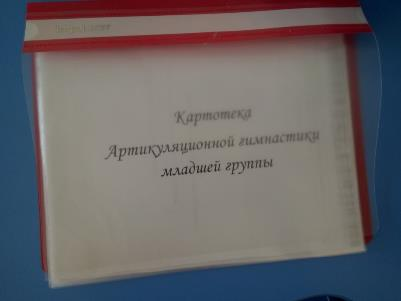 Картотека
Артикуляционной гимнастики
младшей группы